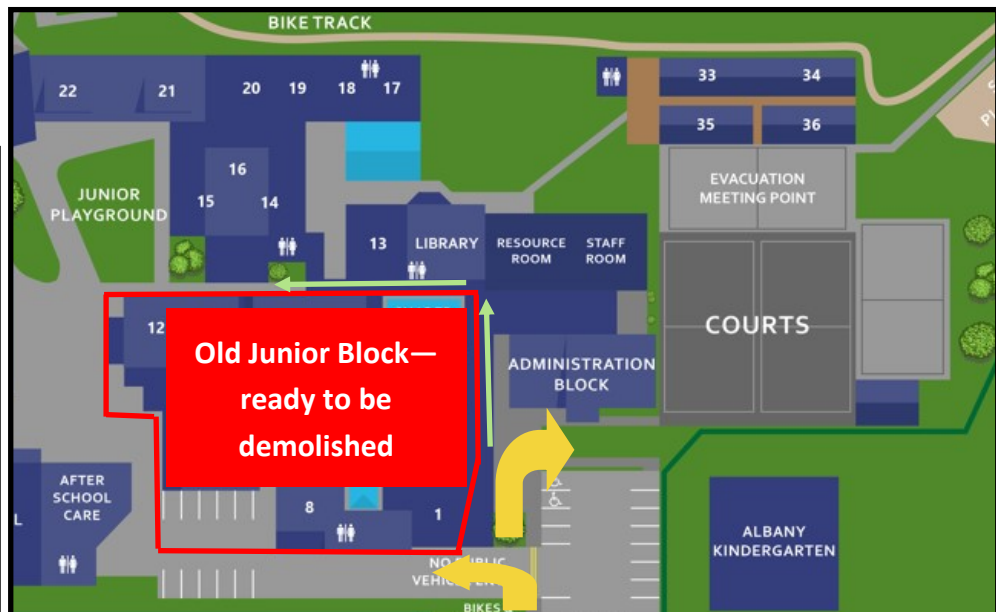 BIKE TRACK
22
21
20
19
18
17
33
34
35
36
16
15
14
JUNIOR
PLAYGROUND
EVACUATION
MEETING POINT
13
LIBRARY
RESOURCE
ROOM
STAFF
ROOM
COURTS
12
Old Junior Block—
ready to be
demolished
ADMINISTRATION
BLOCK
AFTER
SCHOOL
CARE
L
8
1
ALBANY
KINDERGARTEN
NO PUBLIC
BIKES